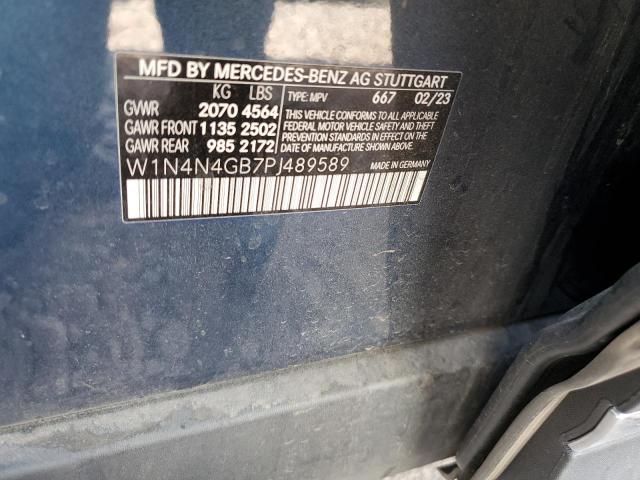 MFD BY MERCEDES-BENZ AG STUTTGART
KG LBS
GVWR 2070 4564
GAWR FRONT 1135 2502
GAWR REAR 985 2172
TYPE: MPV 667 02/23
THIS VEHICLE CONFORMS TO ALL APPLICABLE
FEDERAL MOTOR VEHICLE SAFETY AND THEFT
PREVENTION STANDARDS IN EFFECT ON THE DATE
OF MANUFACTURE SHOWN ABOVE.
W1N4N4GB7PJ489589 MADE IN GERMANY